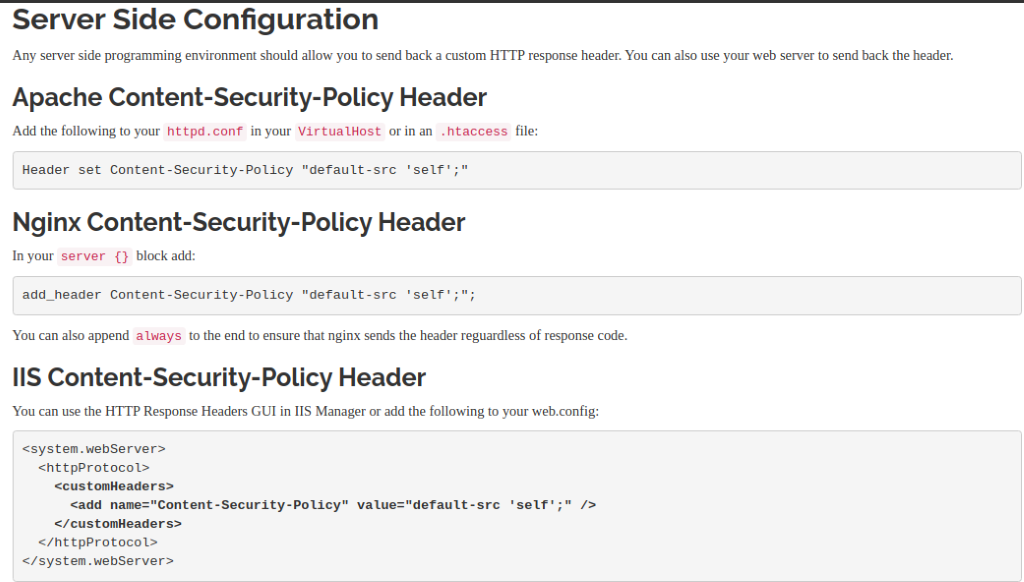 Server Side Configuration
Any server side programming environment should allow you to send back a custom HTTP response header. You can also use your web server to send back the header.
Apache Content-Security-Policy Header
Add the following to your httpd.conf in your VirtualHost or in an .htaccess file:
Header set Content-Security-Policy "default-src 'self';"
Nginx Content-Security-Policy Header
In your server {} block add:
add_header Content-Security-Policy "default-src 'self';";
You can also append always to the end to ensure that nginx sends the header reguardless of response code.
IIS Content-Security-Policy Header
You can use the HTTP Response Headers GUI in IIS Manager or add the following to your web.config:
<system.webServer>
  <httpProtocol>
    <customHeaders>
      <add name="Content-Security-Policy" value="default-src 'self';" />
    </customHeaders>
  </httpProtocol>
</system.webServer>